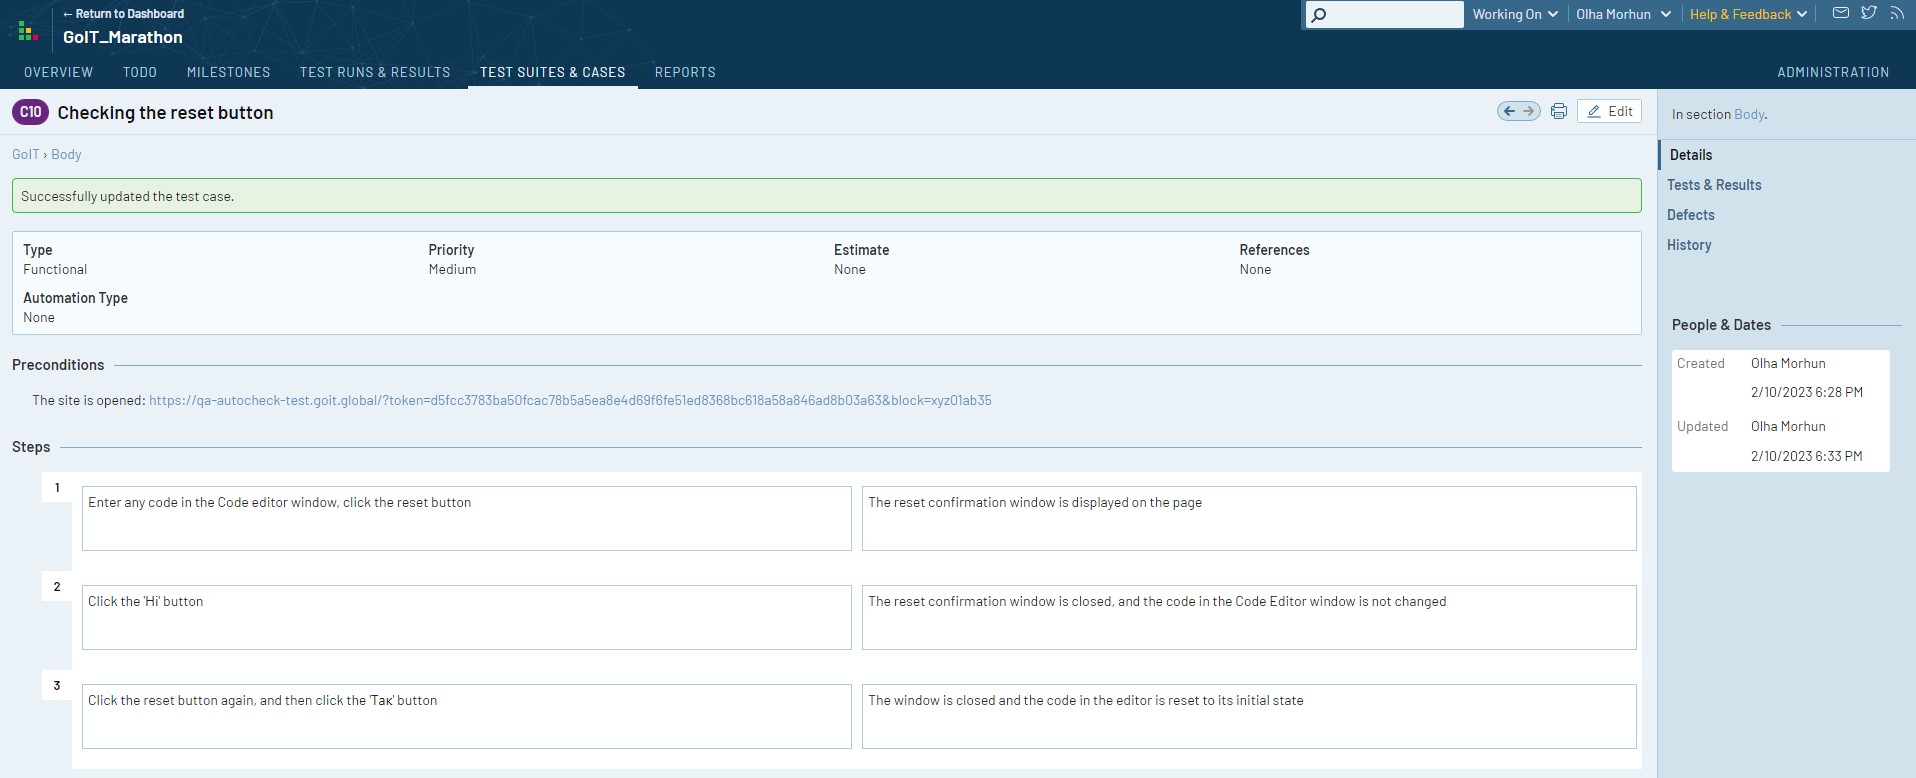 ← Return to Dashboard
GoIT_Marathon
Working On
Olha Morhun
Help & Feedback
OVERVIEW
TODO
MILESTONES
TEST RUNS & RESULTS
TEST SUITES & CASES
REPORTS
ADMINISTRATION
C10 Checking the reset button
Edit
GoIT › Body
Successfully updated the test case.
Type
Functional
Priority
Medium
Estimate
None
References
None
Automation Type
None
Preconditions
The site is opened: https://qa-autocheck-test.goit.global/?token=d5fcc3783ba50fcac78b5a5ea8e4d69f6fe51ed8368bc618a58a846ad8b03a63&block=xyz01ab35
Steps
1
Enter any code in the Code editor window, click the reset button
The reset confirmation window is displayed on the page
2
Click the 'Ні' button
The reset confirmation window is closed, and the code in the Code Editor window is not changed
3
Click the reset button again, and then click the 'Так' button
The window is closed and the code in the editor is reset to its initial state
In section Body.
Details
Tests & Results
Defects
History
People & Dates
Created Olha Morhun
2/10/2023 6:28 PM
Updated Olha Morhun
2/10/2023 6:33 PM